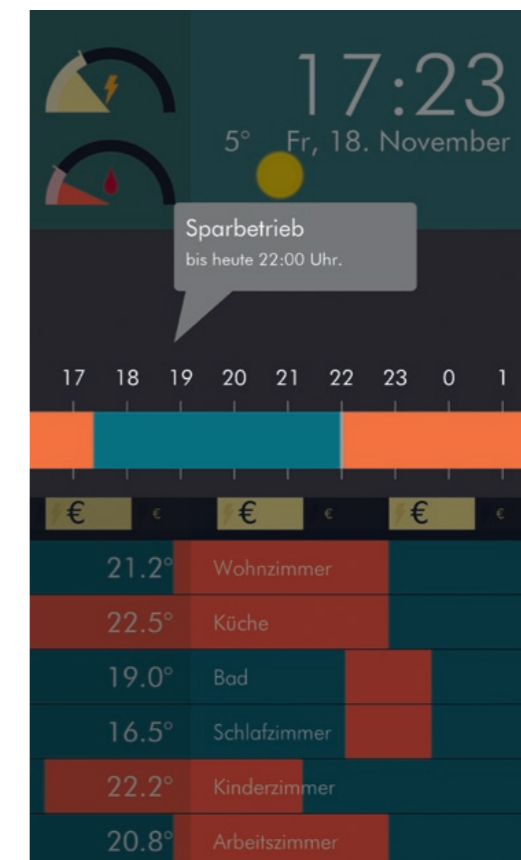 17:23
5° Fr, 18. November
Sparbetrieb
bis heute 22:00 Uhr.
17 18 19 20 21 22 23 0 1
€ € € € € €
21.2° Wohnzimmer
22.5° Küche
19.0° Bad
16.5° Schlafzimmer
22.2° Kinderzimmer
20.8° Arbeitszimmer